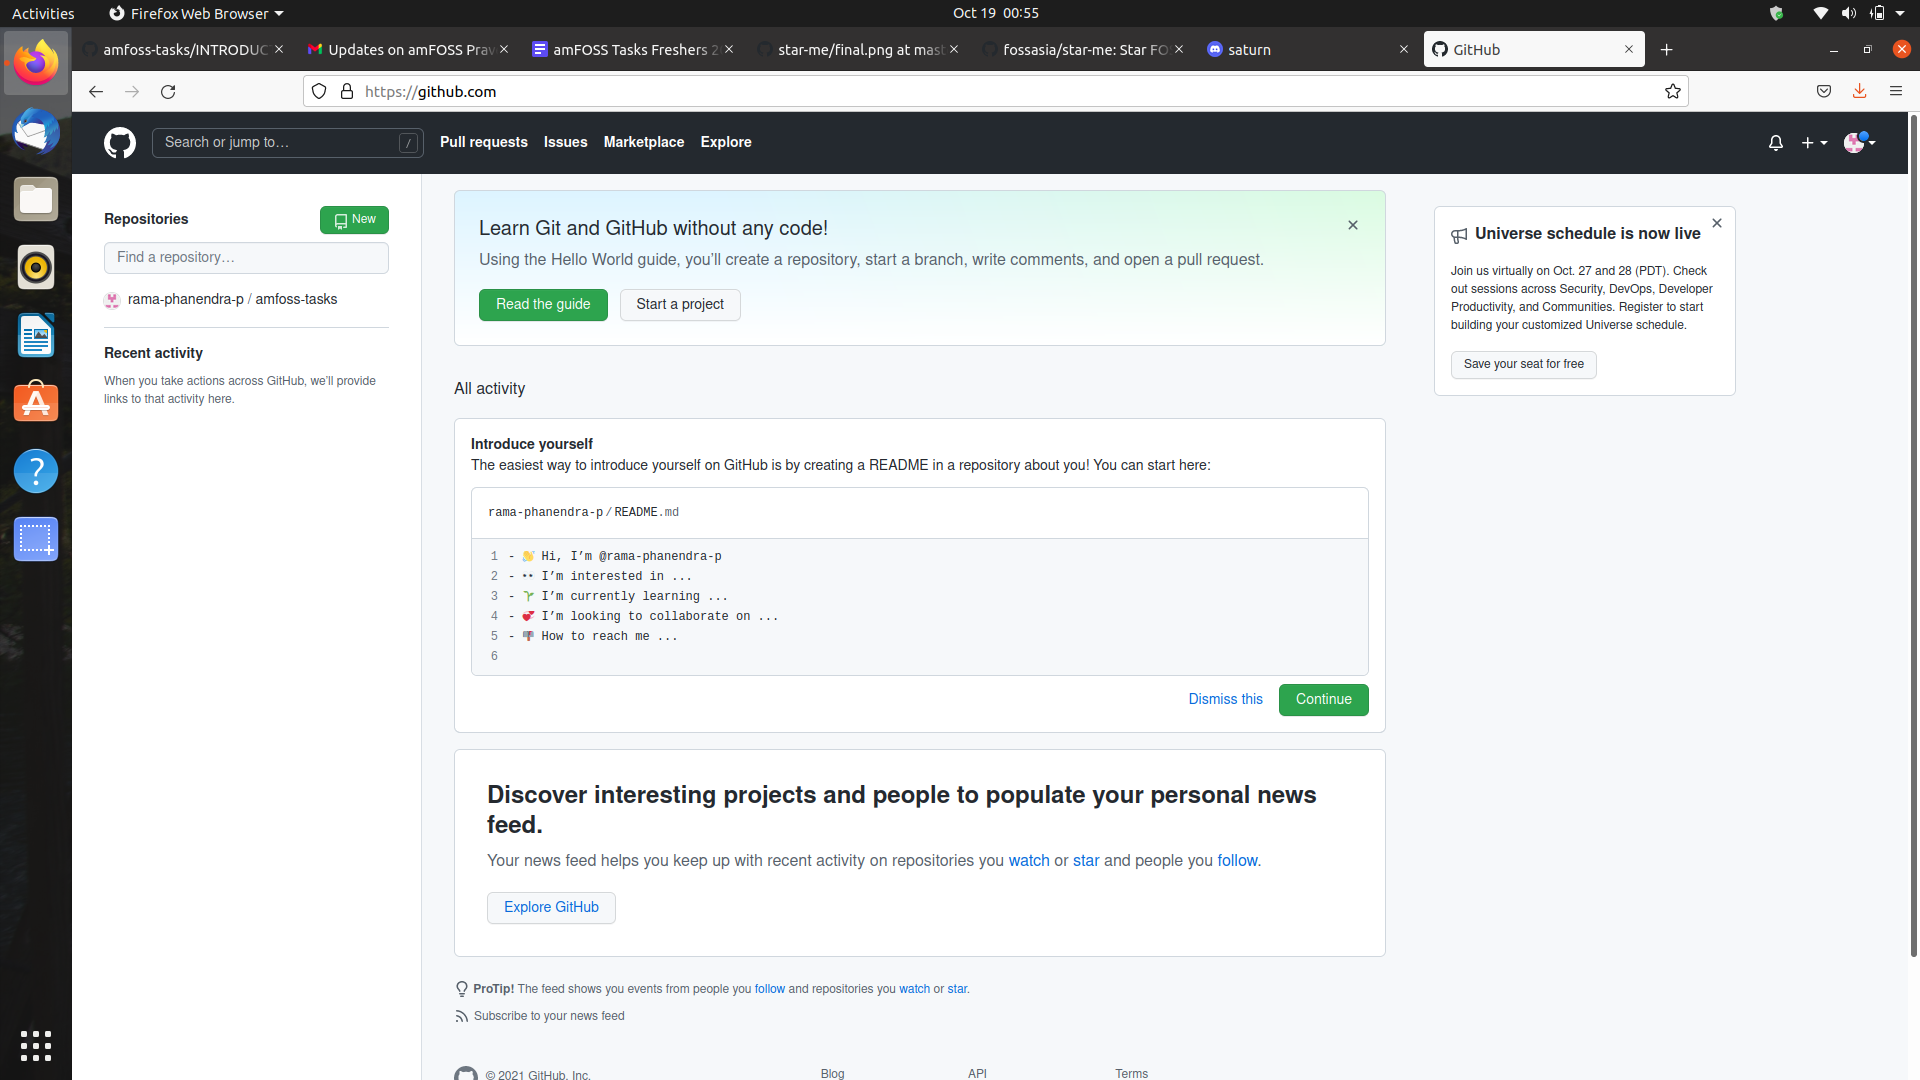 Activities
Firefox Web Browser
Oct 19 00:55
amfoss-tasks/INTRODUC
Updates on amFOSS Prav
amFOSS Tasks Freshers 2
star-me/final.png at mast
fossasia/star-me: Star FO
saturn
GitHub
https://github.com
Search or jump to…
/
Pull requests
Issues
Marketplace
Explore
Repositories
New
Find a repository…
rama-phanendra-p / amfoss-tasks
Recent activity
When you take actions across GitHub, we’ll provide
links to that activity here.
Learn Git and GitHub without any code!
Using the Hello World guide, you’ll create a repository, start a branch, write comments, and open a pull request.
Read the guide
Start a project
All activity
Introduce yourself
The easiest way to introduce yourself on GitHub is by creating a README in a repository about you! You can start here:
rama-phanendra-p / README.md
1 - 👋 Hi, I’m @rama-phanendra-p
2 - 👀 I’m interested in ...
3 - 🌱 I’m currently learning ...
4 - 💞️ I’m looking to collaborate on ...
5 - 📫 How to reach me ...
6
Dismiss this
Continue
Discover interesting projects and people to populate your personal news
feed.
Your news feed helps you keep up with recent activity on repositories you watch or star and people you follow.
Explore GitHub
ProTip! The feed shows you events from people you follow and repositories you watch or star.
Subscribe to your news feed
© 2021 GitHub, Inc.
Blog
API
Terms
Universe schedule is now live
Join us virtually on Oct. 27 and 28 (PDT). Check
out sessions across Security, DevOps, Developer
Productivity, and Communities. Register to start
building your customized Universe schedule.
Save your seat for free